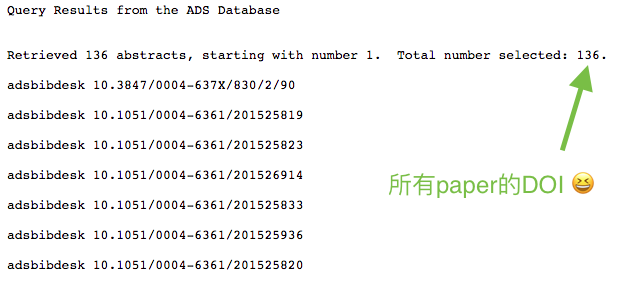 Query Results from the ADS Database
Retrieved 136 abstracts, starting with number 1.  Total number selected: 136.
adsbibdesk 10.3847/0004-637X/830/2/90
adsbibdesk 10.1051/0004-6361/201525819
adsbibdesk 10.1051/0004-6361/201525823
adsbibdesk 10.1051/0004-6361/201526914
所有paper的DOI 😆
adsbibdesk 10.1051/0004-6361/201525833
adsbibdesk 10.1051/0004-6361/201525936
adsbibdesk 10.1051/0004-6361/201525820